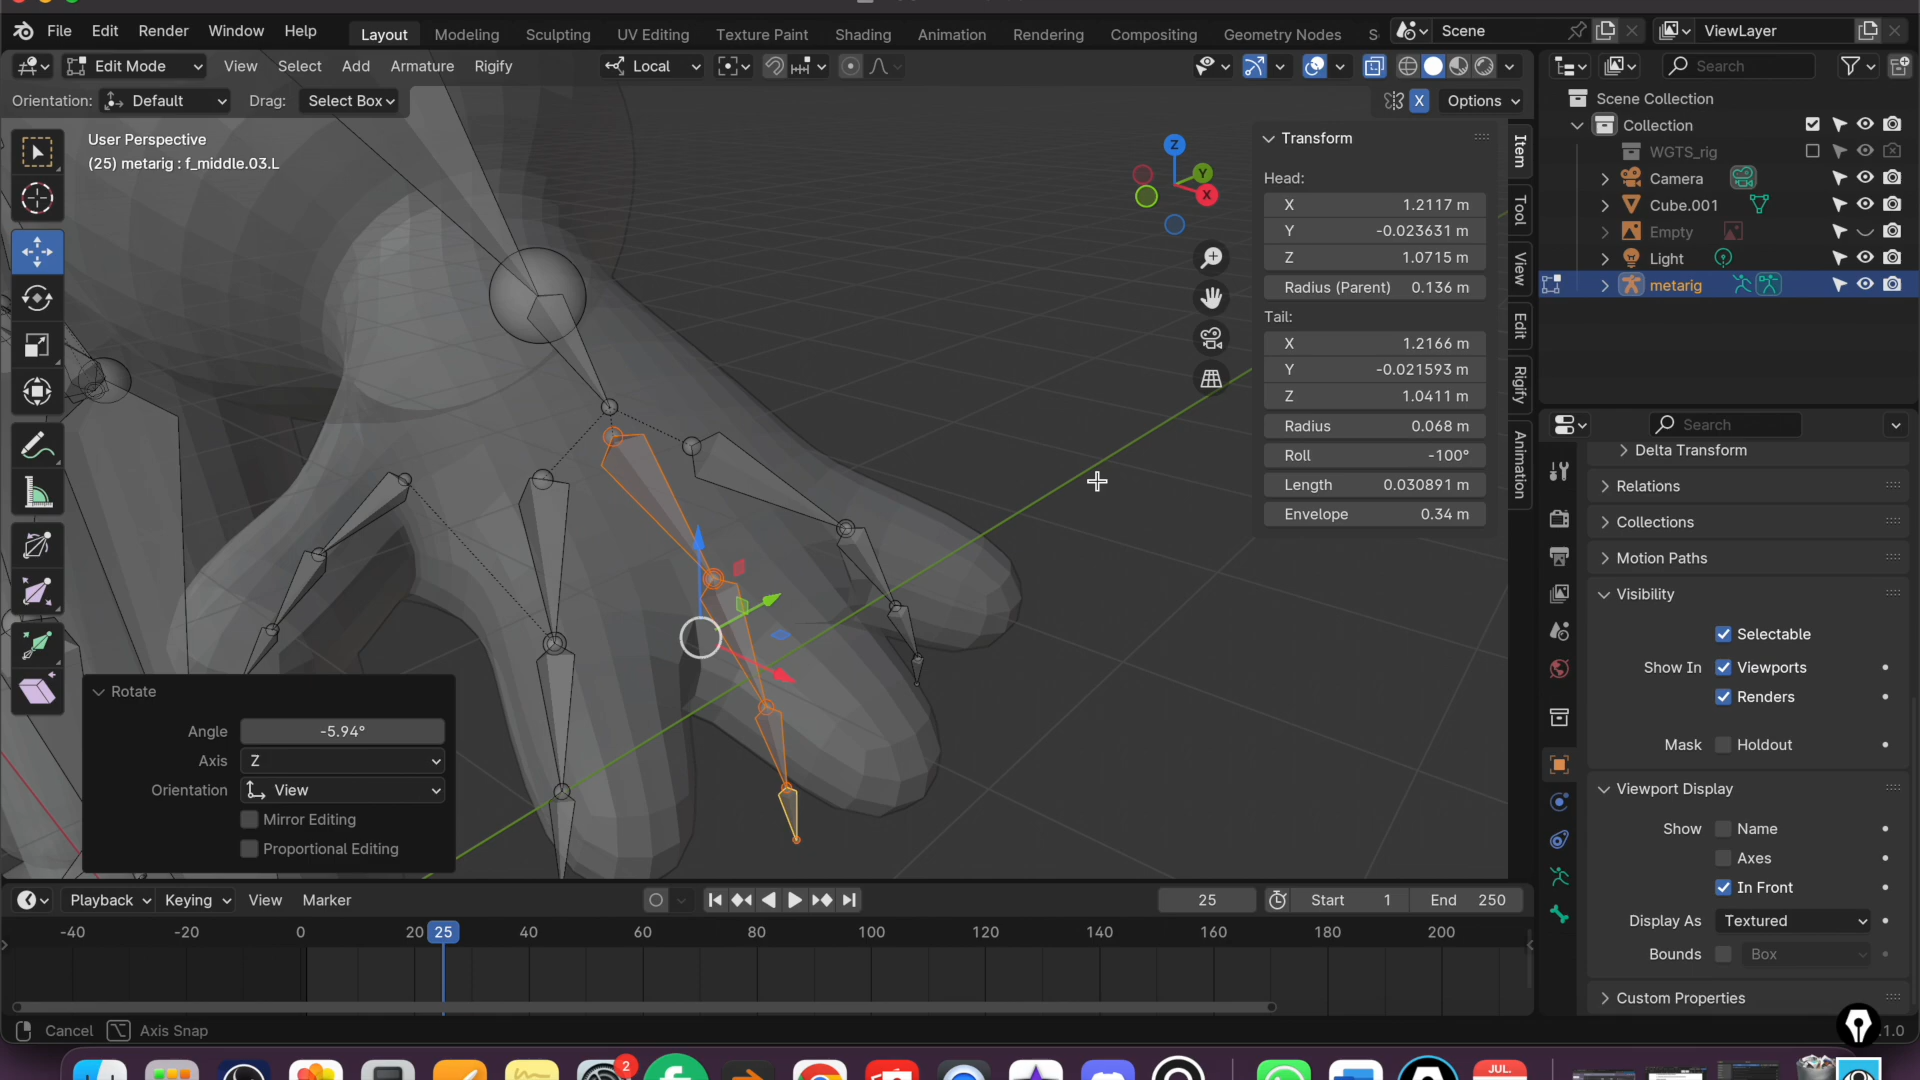 File Edit Render Window Help Layout Modeling Sculpting UV Editing Texture Paint Shading Animation Rendering Compositing Geometry Nodes S Scene ViewLayer
Edit Mode View Select Add Armature Rigify Local Search
Orientation: Default Drag: Select Box X Options
User Perspective
(25) metarig : f_middle.03.L
Z
Y
X
Transform
Head:
X 1.2117 m
Y -0.023631 m
Z 1.0715 m
Radius (Parent) 0.136 m
Tail:
X 1.2166 m
Y -0.021593 m
Z 1.0411 m
Radius 0.068 m
Roll -100°
Length 0.030891 m
Envelope 0.34 m
Item
Tool
View
Edit
Rigify
Animation
Scene Collection
Collection
WGTS_rig
Camera
Cube.001
Empty
Light
metarig
Search
Delta Transform
Relations
Collections
Motion Paths
Visibility
Selectable
Show In Viewports
Renders
Mask Holdout
Viewport Display
Show Name
Axes
In Front
Display As Textured
Bounds Box
Custom Properties
Rotate
Angle -5.94°
Axis Z
Orientation View
Mirror Editing
Proportional Editing
Playback Keying View Marker 25 Start 1 End 250
-40 -20 0 20 25 40 60 80 100 120 140 160 180 200
Cancel Axis Snap .1.0
2
JUL.